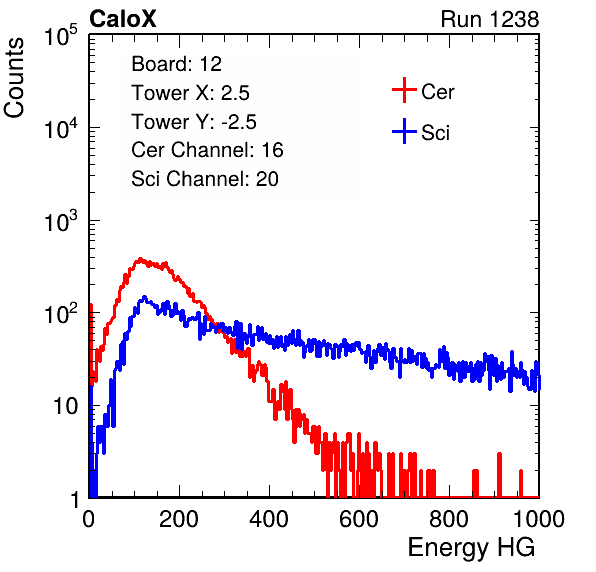 CaloX Run 1238
Counts
10^5
10^4
10^3
10^2
10
1
Board: 12
Tower X: 2.5
Tower Y: -2.5
Cer Channel: 16
Sci Channel: 20
Cer
Sci
0 200 400 600 800 1000
Energy HG